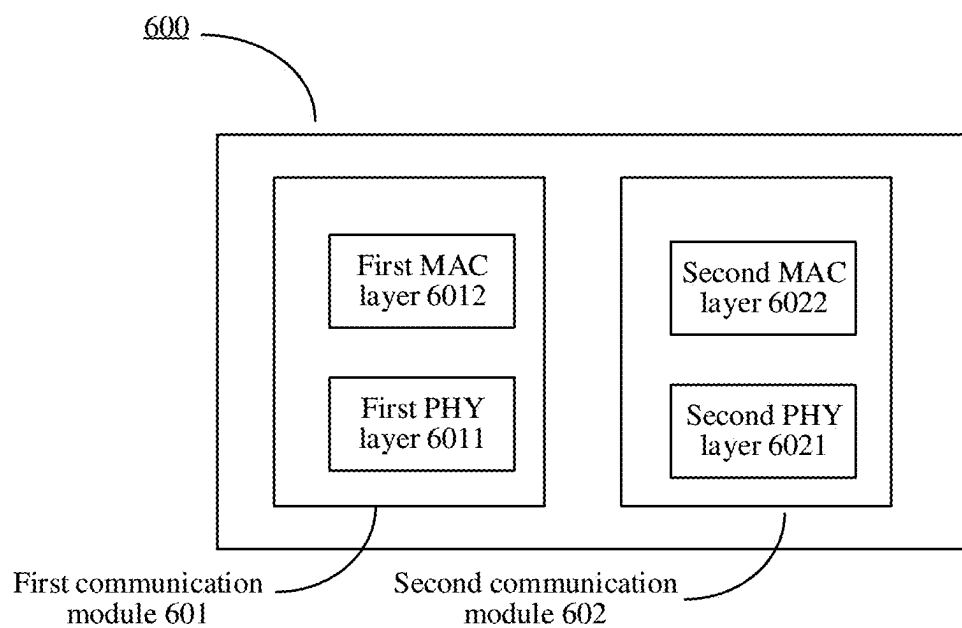 600
First MAC
layer 6012
Second MAC
layer 6022
First PHY
layer 6011
Second PHY
layer 6021
First communication
module 601
Second communication
module 602